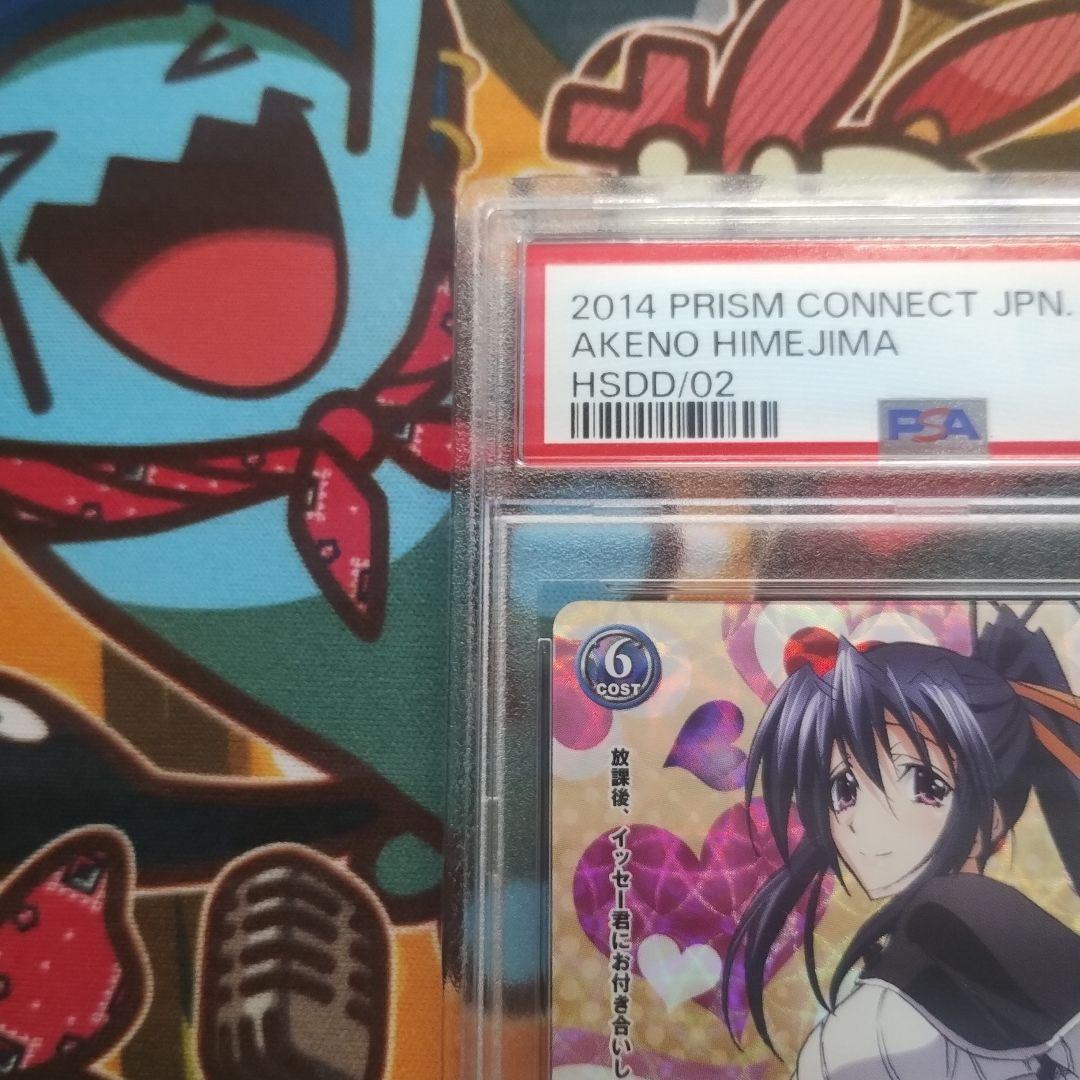 2014 PRISM CONNECT JPN.
AKENO HIMEJIMA
HSDD/02
PSA
6
COST
放課後、イッセー君にお付き合いし